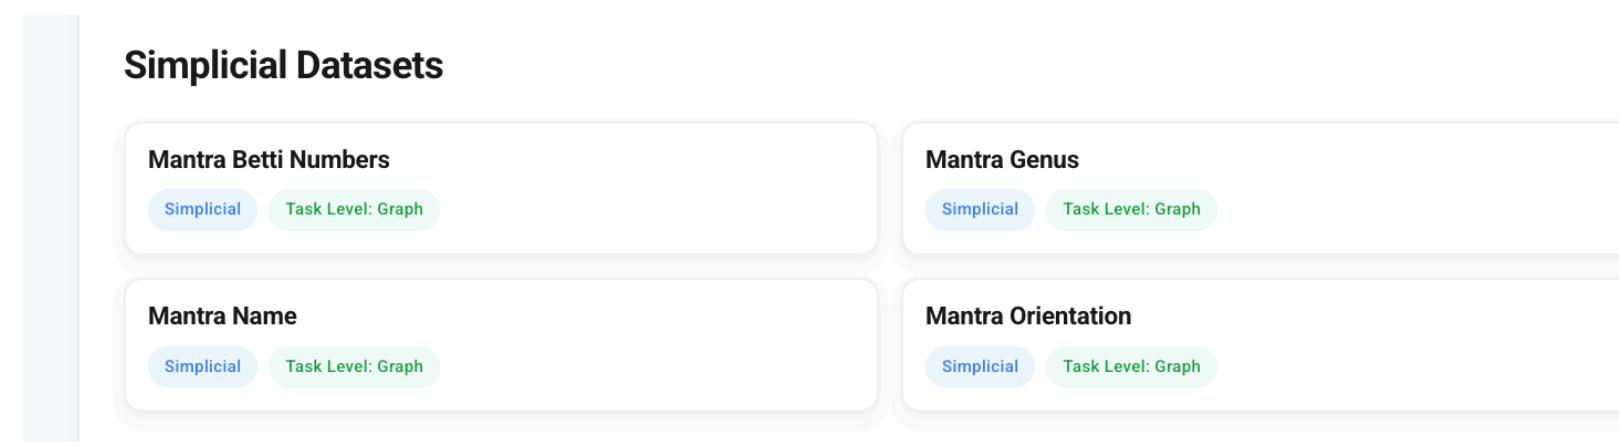 Simplicial Datasets
Mantra Betti Numbers
Simplicial Task Level: Graph
Mantra Genus
Simplicial Task Level: Graph
Mantra Name
Simplicial Task Level: Graph
Mantra Orientation
Simplicial Task Level: Graph